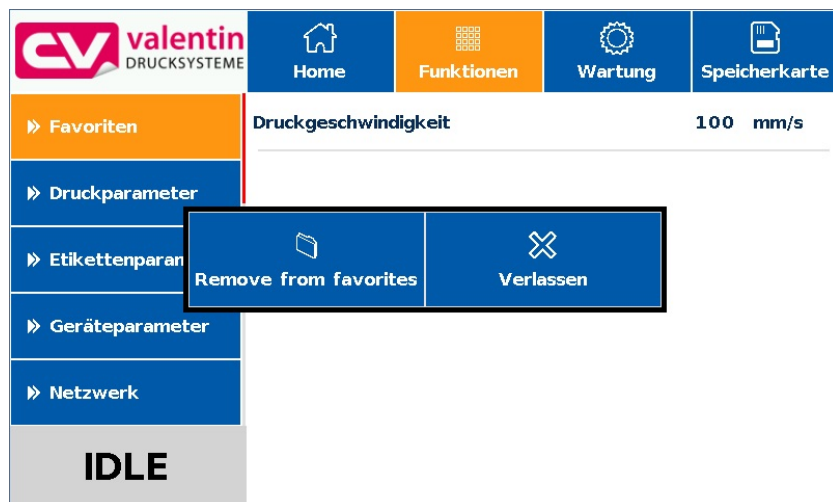 valentin
DRUCKSYSTEME
Home
Funktionen
Wartung
Speicherkarte
Favoriten
Druckgeschwindigkeit 100 mm/s
Druckparameter
Etikettenparam
Remove from favorites
Verlassen
Geräteparameter
Netzwerk
IDLE